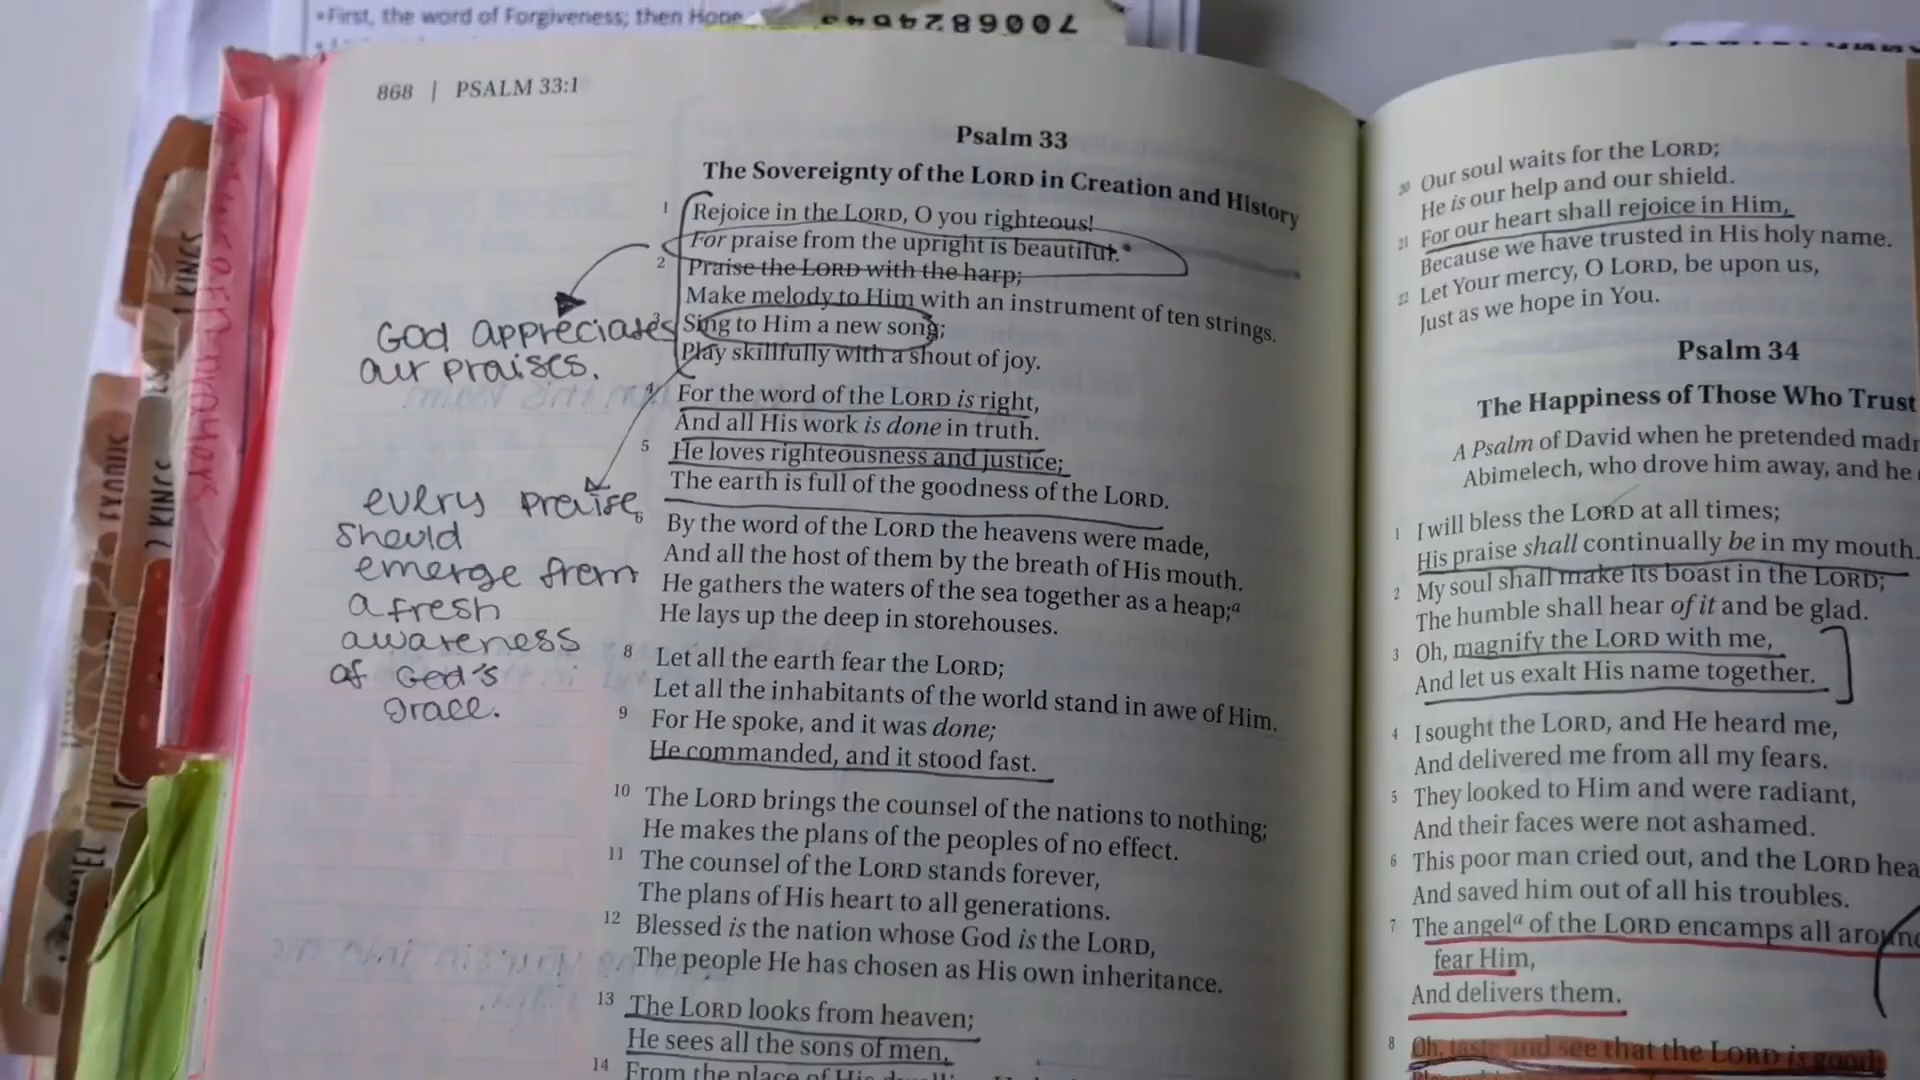 •First, the word of Forgiveness; then Hope
7006824
868 | PSALM 33:1
Psalm 33
The Sovereignty of the LORD in Creation and History
1 Rejoice in the LORD, O you righteous!
For praise from the upright is beautiful.
2 Praise the LORD with the harp;
Make melody to Him with an instrument of ten strings.
3 Sing to Him a new song;
Play skillfully with a shout of joy.
4 For the word of the LORD is right,
And all His work is done in truth.
5 He loves righteousness and justice;
The earth is full of the goodness of the LORD.
6 By the word of the LORD the heavens were made,
And all the host of them by the breath of His mouth.
He gathers the waters of the sea together as a heap;a
He lays up the deep in storehouses.
8 Let all the earth fear the LORD;
Let all the inhabitants of the world stand in awe of Him.
9 For He spoke, and it was done;
He commanded, and it stood fast.
10 The LORD brings the counsel of the nations to nothing;
He makes the plans of the peoples of no effect.
11 The counsel of the LORD stands forever,
The plans of His heart to all generations.
12 Blessed is the nation whose God is the LORD,
The people He has chosen as His own inheritance.
13 The LORD looks from heaven;
He sees all the sons of men.
14 From the place of His
God appreciates
our praises.
every praise
should
emerge from
a fresh
awareness
of God's
grace.
1 KINGS
EXODUS
2 KING
20 Our soul waits for the LORD;
He is our help and our shield.
21 For our heart shall rejoice in Him,
Because we have trusted in His holy name.
22 Let Your mercy, O LORD, be upon us,
Just as we hope in You.
Psalm 34
The Happiness of Those Who Trust
A Psalm of David when he pretended madn
Abimelech, who drove him away, and he
1 I will bless the LORD at all times;
His praise shall continually be in my mouth.
2 My soul shall make its boast in the LORD;
The humble shall hear of it and be glad.
3 Oh, magnify the LORD with me,
And let us exalt His name together.
4 I sought the LORD, and He heard me,
And delivered me from all my fears.
5 They looked to Him and were radiant,
And their faces were not ashamed.
6 This poor man cried out, and the LORD hea
And saved him out of all his troubles.
7 The angela of the LORD encamps all around
fear Him,
And delivers them.
8 Oh, taste and see that the LORD is good;